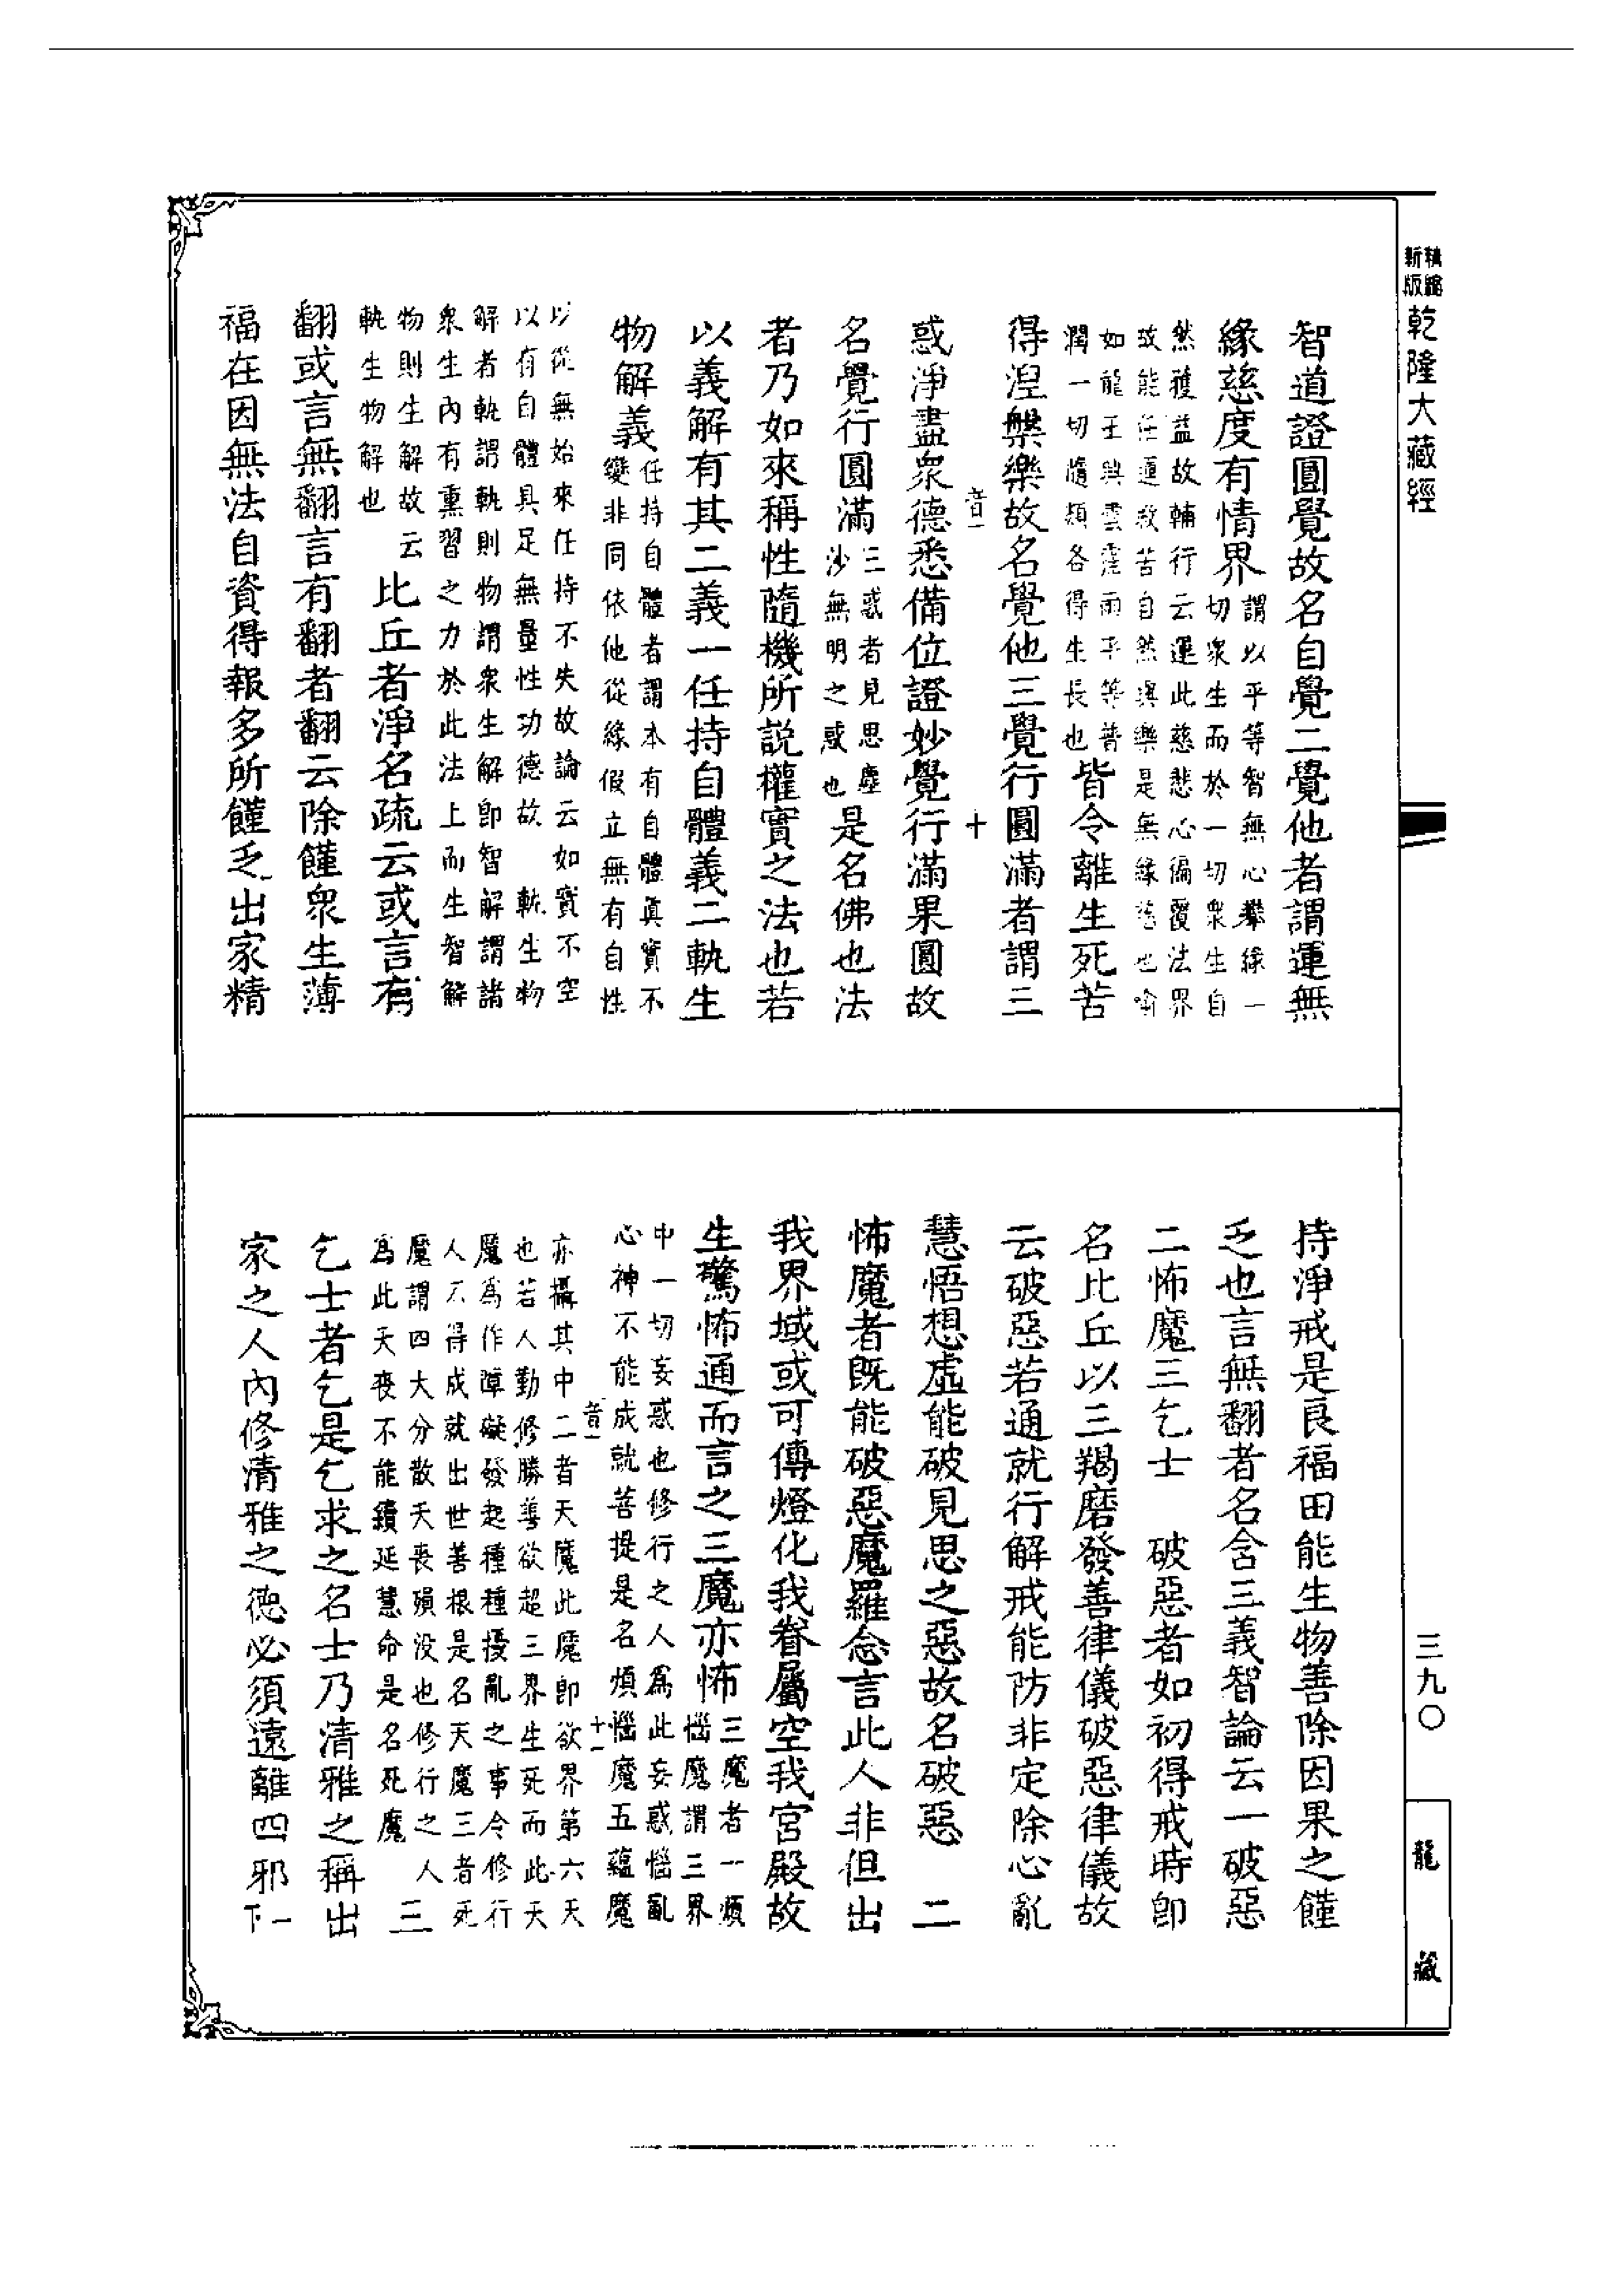 精縮新版乾隆大藏經
智道證圓覺故名自覺二覺他者謂運無
緣慈度有情界謂以平等智無心攀緣一
切衆生而於一切衆生自
然獲益故輔行云運此慈悲心徧覆法界
故能任運救苦自然與樂是無緣慈也喻
如龍王興雲霔雨平等普
潤一切隨類各得生長也皆令離生死苦
得涅槃樂故名覺他三覺行圓滿者謂三
音一
十
惑淨盡衆德悉備位證妙覺行滿果圓故
名覺行圓滿三惑者見思塵
沙無明之惑也是名佛也法
者乃如來稱性隨機所說權實之法也若
以義解有其二義一任持自體義二軌生
物解義任持自體者謂本有自體眞實不
變非同依他從緣假立無有自性
以從無始來任持不失故論云如實不空
以有自體具足無量性功德故 軌生物
解者軌謂軌則物謂衆生解即智解謂諸
衆生內有熏習之力於此法上而生智解
物則生解故云
軌生物解也 比丘者淨名疏云或言有
翻或言無翻言有翻者翻云除饉衆生薄
福在因無法自資得報多所饉乏出家精
持淨戒是良福田能生物善除因果之饉
乏也言無翻者名含三義智論云一破惡
二怖魔三乞士 破惡者如初得戒時即
名比丘以三羯磨發善律儀破惡律儀故
云破惡若通就行解戒能防非定除心亂
慧悟想虛能破見思之惡故名破惡 二
怖魔者既能破惡魔羅念言此人非但出
我界域或可傳燈化我眷屬空我宮殿故
生驚怖通而言之三魔亦怖三魔者一煩
惱魔謂三界
中一切妄惑也修行之人爲此妄惑惱亂
心神不能成就菩提是名煩惱魔五蘊魔
音一
十一
亦攝其中二者天魔此魔即欲界第六天
也若人勤修勝善欲超三界生死而此天
魔爲作障礙發起種種擾亂之事令修行
人不得成就出世善根是名天魔三者死
魔謂四大分散夭喪殞没也修行之人
爲此夭喪不能續延慧命是名死魔 三
乞士者乞是乞求之名士乃清雅之稱出
家之人內修清雅之德必須遠離四邪一
下
三九〇
龍藏